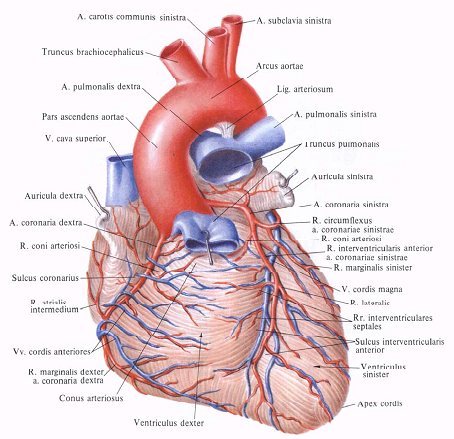 A. carotis communis sinistra
A. subclavia sinistra
Truncus brachiocephalicus
Arcus aortae
A. pulmonalis dextra
Lig. arteriosum
Pars ascendens aortae
A. pulmonalis sinistra
V. cava superior
Truncus pulmonalis
Auricula sinistra
Auricula dextra
A. coronaria sinistra
A. coronaria dextra
R. circumflexus
a. coronariae sinistrae
R. coni arteriosi
R. coni arteriosi
R. interventricularis anterior
a. coronariae sinistrae
R. marginalis sinister
Sulcus coronarius
V. cordis magna
R. atrialis
intermedium
R. lateralis
Rr. interventriculares
septales
Vv. cordis anteriores
Sulcus interventricularis
anterior
R. marginalis dexter
a. coronaria dextra
Ventriculus
sinister
Conus arteriosus
Apex cordis
Ventriculus dexter